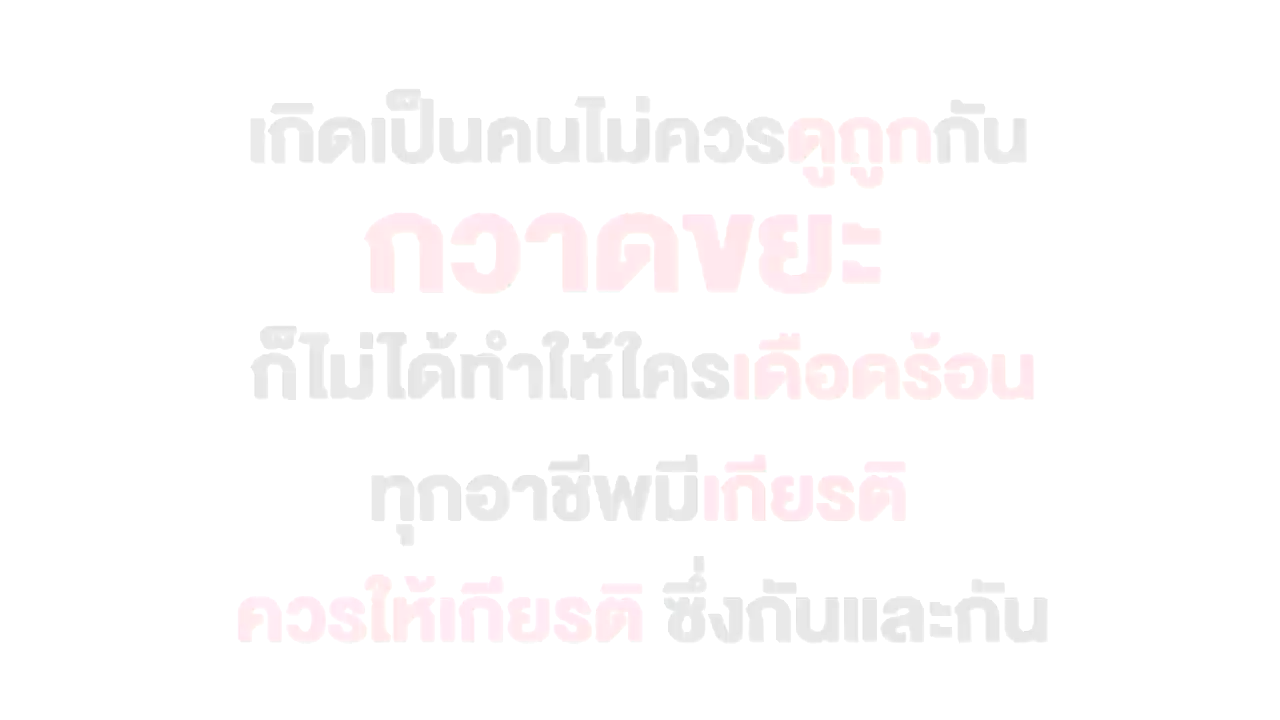 เกิดเป็นคนไม่ควรดูถูกกัน
กวาดขยะ
ก็ไม่ได้ทำให้ใครเดือดร้อน
ทุกอาชีพมีเกียรติ
ควรให้เกียรติ ซึ่งกันและกัน